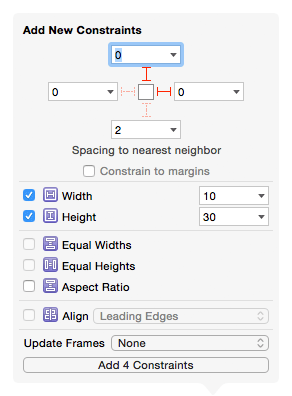 Add New Constraints
0
0
0
2
Spacing to nearest neighbor
Constrain to margins
Width 10
Height 30
Equal Widths
Equal Heights
Aspect Ratio
Align Leading Edges
Update Frames None
Add 4 Constraints